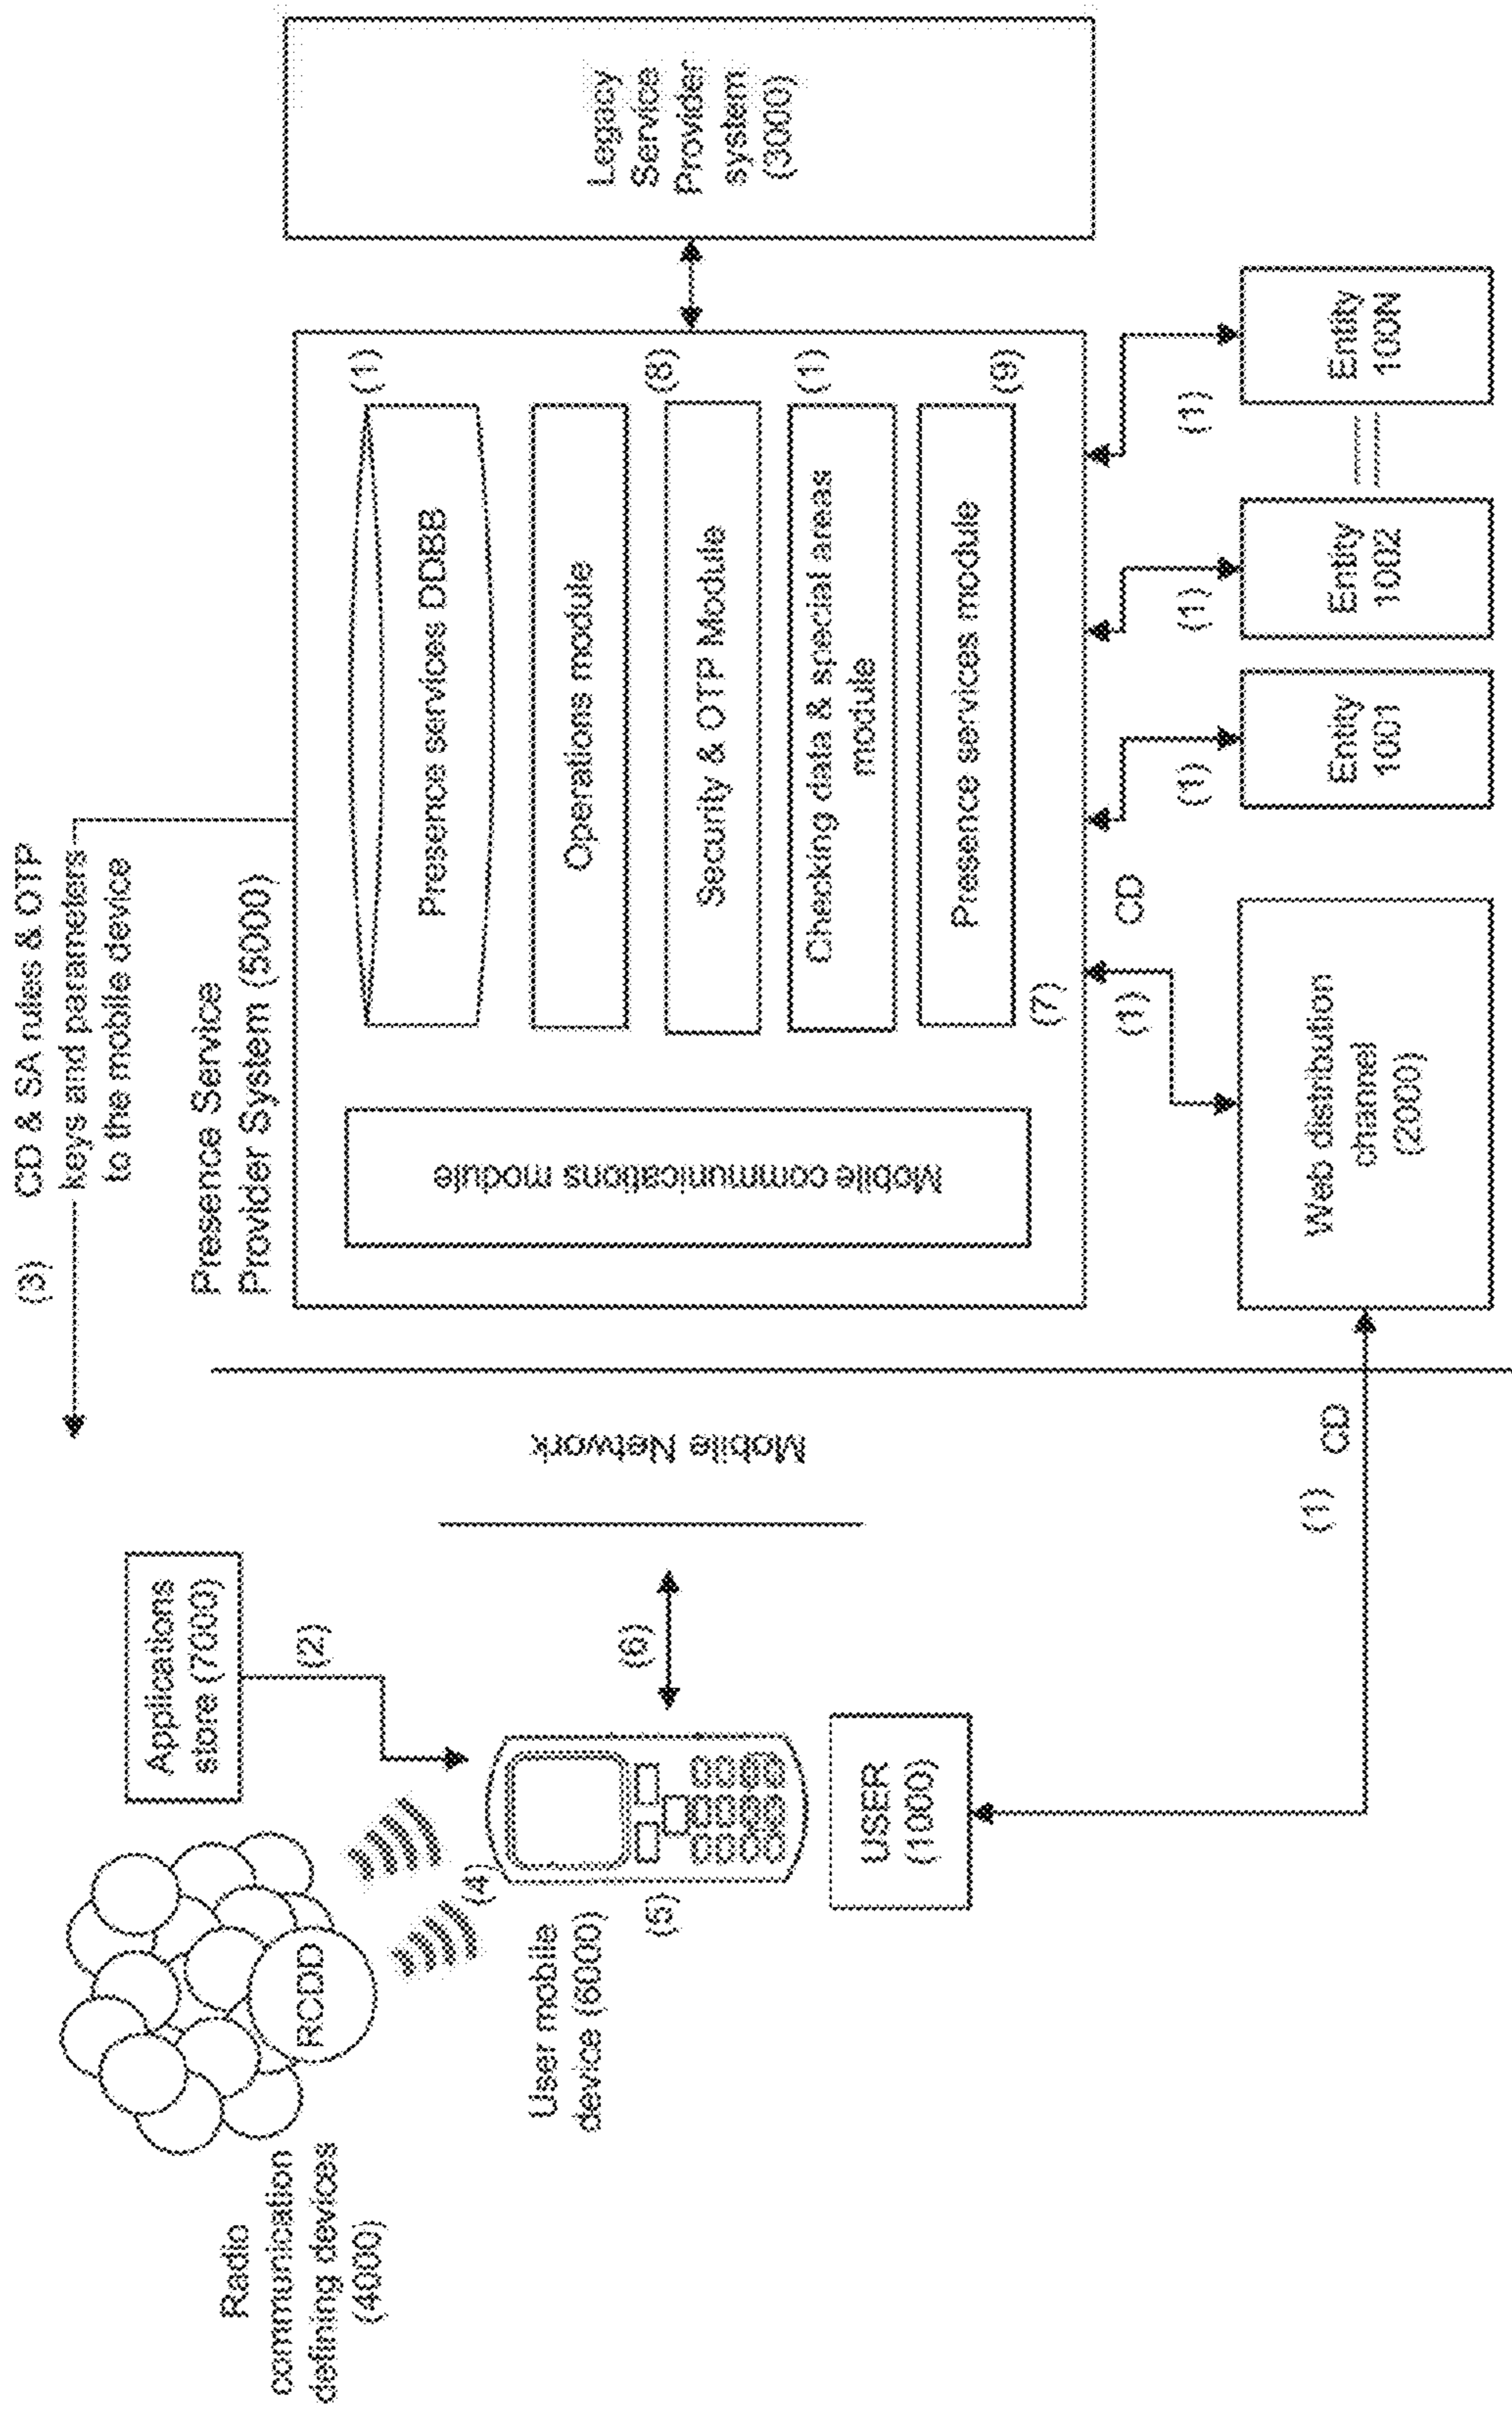 (3)
CD & SA rules & OTP
keys and parameters
to the mobile device
Presence Service
Provider System (5000)
Radio
communication
defining devices
(4000)
RCDD
Applications
store (7000)
(2)
(4)
User mobile
device (6000)
(5)
(6)
USER
(1000)
Mobile Network
(1)
CD
Mobile communications module
Presence services DDBB
(1)
Operations module
Security & OTP Module
(8)
Checking data & special areas
module
(1)
Presence services module
(9)
(7)
Legacy
Service
Provider
system
(3000)
(1)
CD
(1)
(1)
(1)
Web distribution
channel
(2000)
Entity
1001
Entity
1002
Entity
100N